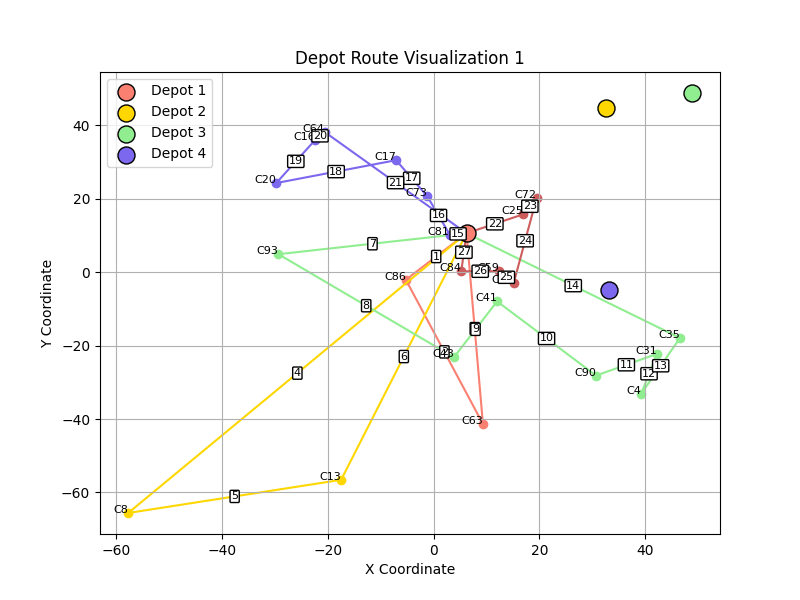 Depot Route Visualization 1
Depot 1
Depot 2
Depot 3
Depot 4
Y Coordinate
40
20
0
−20
−40
−60
−60
−40
−20
0
20
40
X Coordinate
C64
20
C16
19
C20
18
C17
17
21
C73
16
C81
15
C72
23
C25
22
24
C93
7
1
27
C84
26
C59
25
C86
8
14
C41
9
10
C35
C31
11
13
12
C90
C4
6
4
C63
C13
5
C8